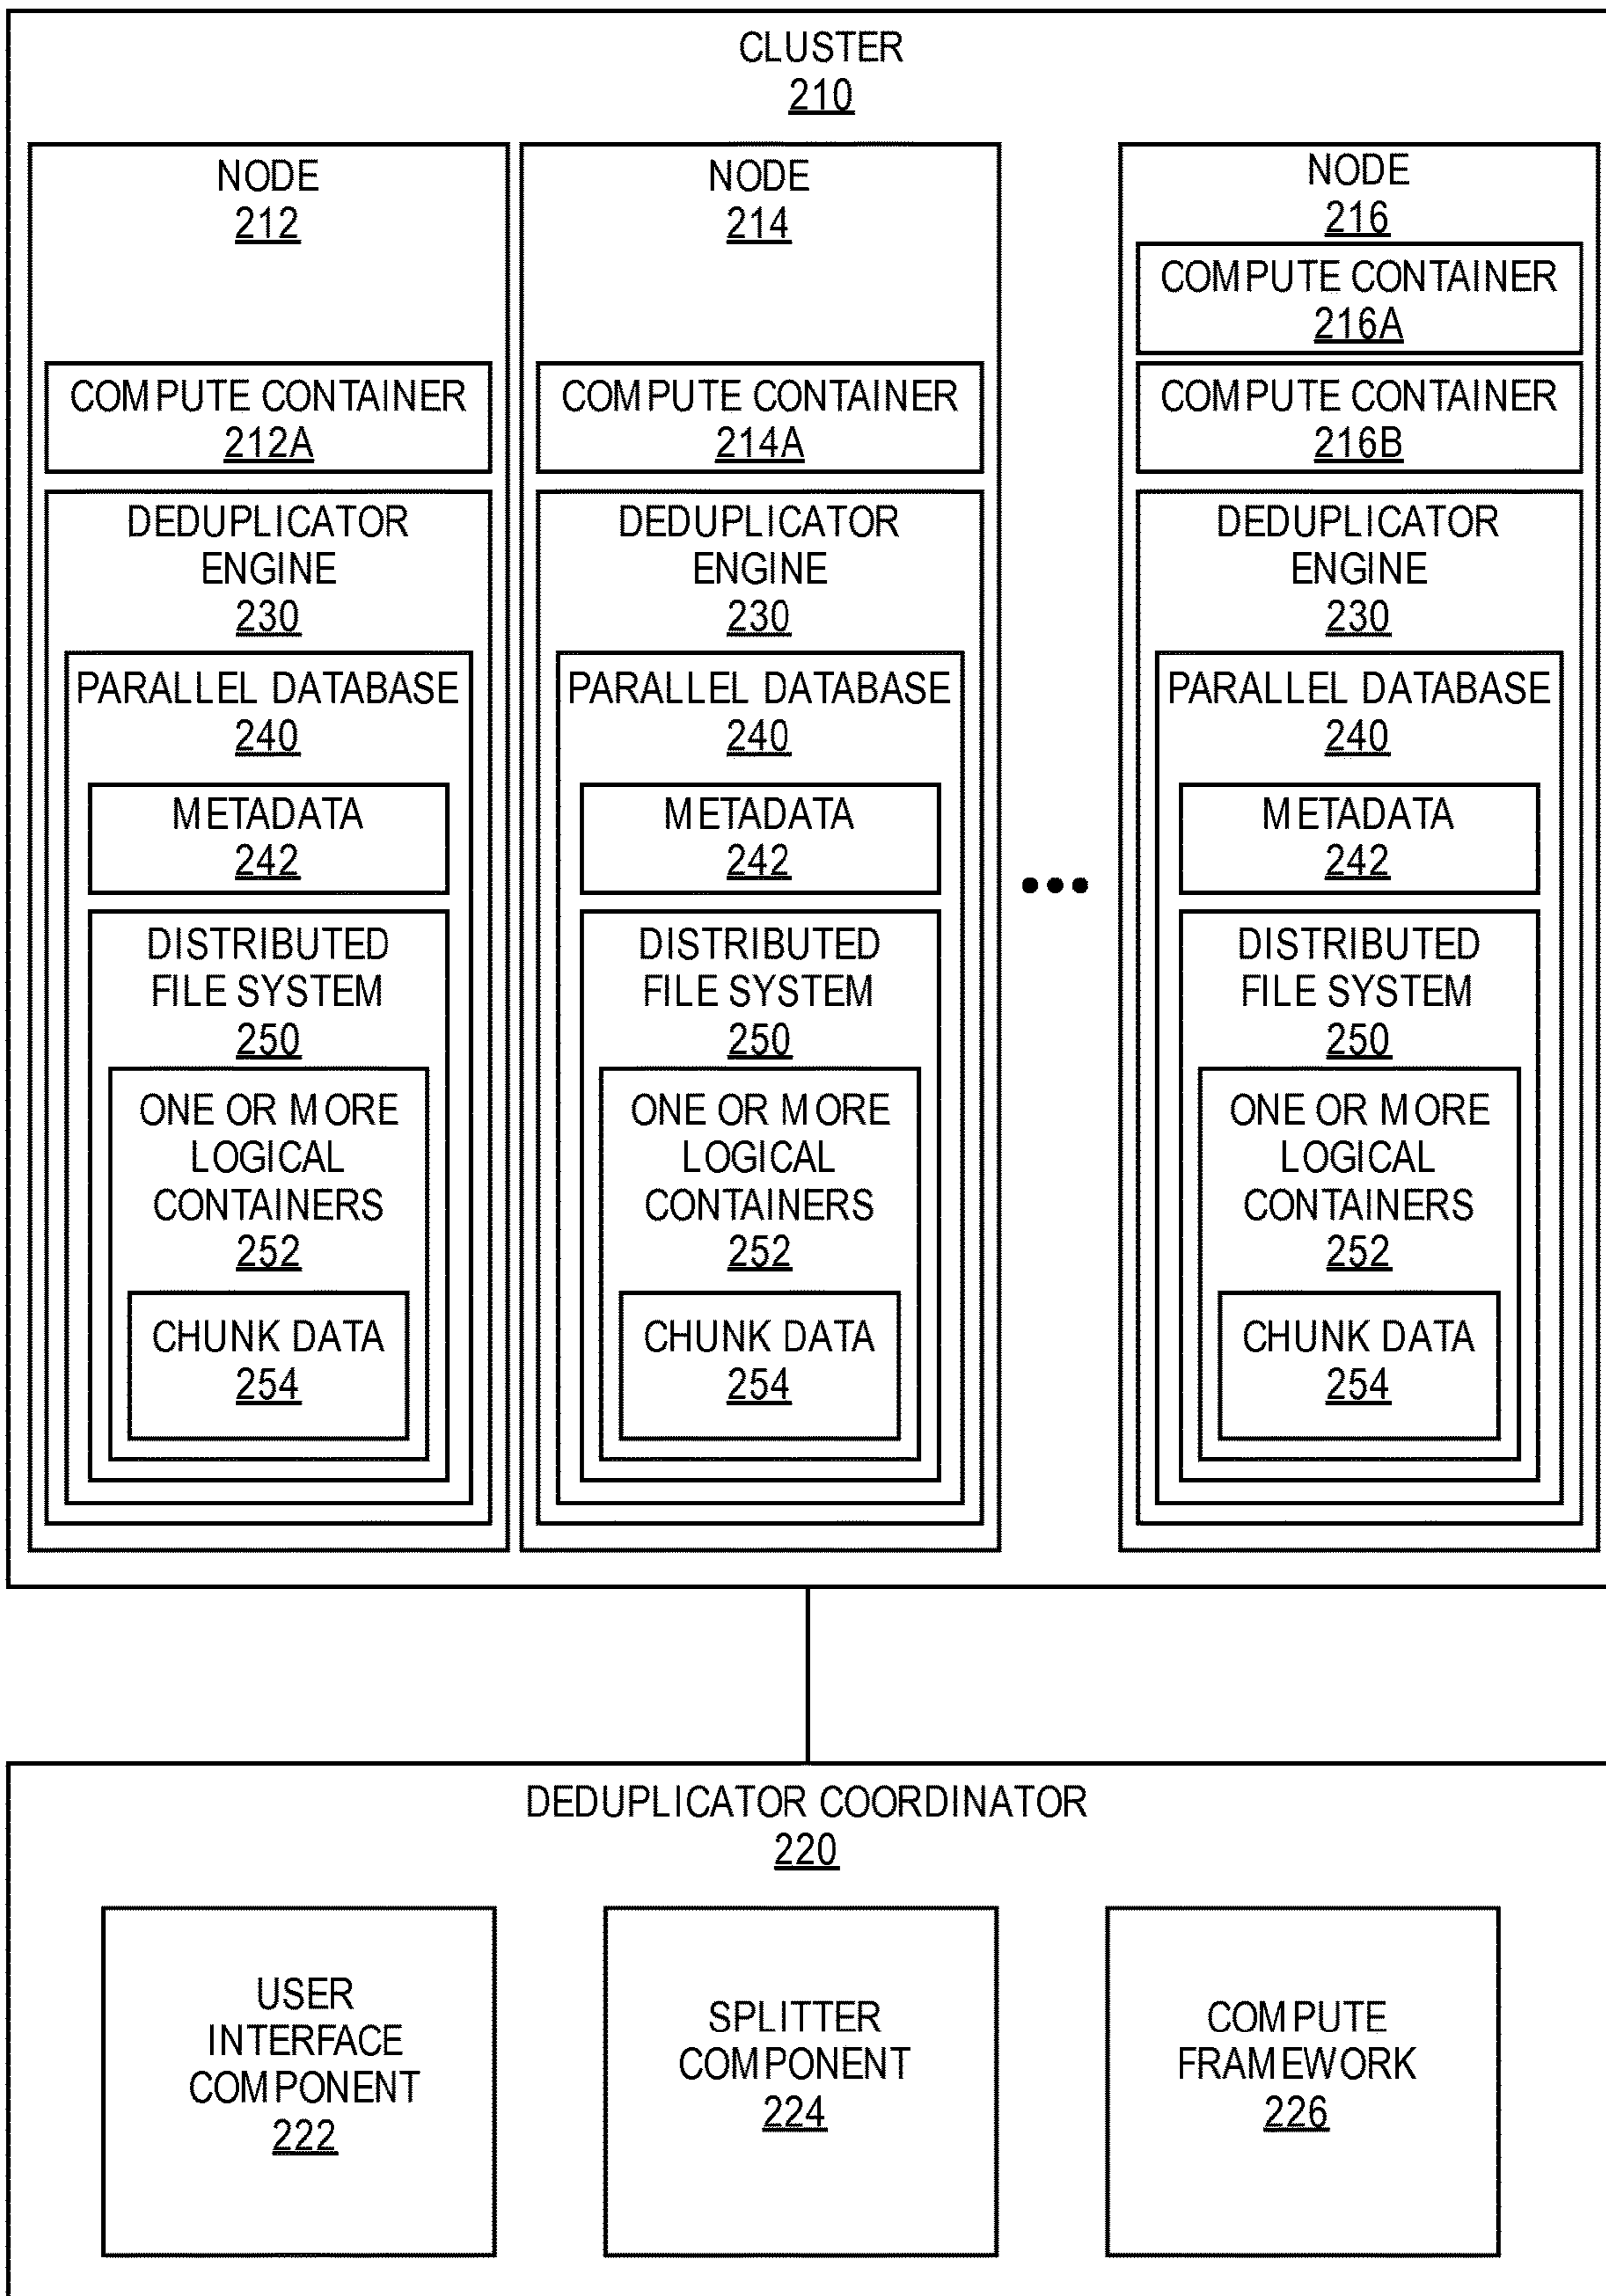 CLUSTER
210
NODE
212
COMPUTE CONTAINER
212A
DEDUPLICATOR
ENGINE
230
PARALLEL DATABASE
240
METADATA
242
DISTRIBUTED
FILE SYSTEM
250
ONE OR MORE
LOGICAL
CONTAINERS
252
CHUNK DATA
254
NODE
214
COMPUTE CONTAINER
214A
DEDUPLICATOR
ENGINE
230
PARALLEL DATABASE
240
METADATA
242
DISTRIBUTED
FILE SYSTEM
250
ONE OR MORE
LOGICAL
CONTAINERS
252
CHUNK DATA
254
NODE
216
COMPUTE CONTAINER
216A
COMPUTE CONTAINER
216B
DEDUPLICATOR
ENGINE
230
PARALLEL DATABASE
240
METADATA
242
DISTRIBUTED
FILE SYSTEM
250
ONE OR MORE
LOGICAL
CONTAINERS
252
CHUNK DATA
254
DEDUPLICATOR COORDINATOR
220
USER
INTERFACE
COMPONENT
222
SPLITTER
COMPONENT
224
COMPUTE
FRAMEWORK
226